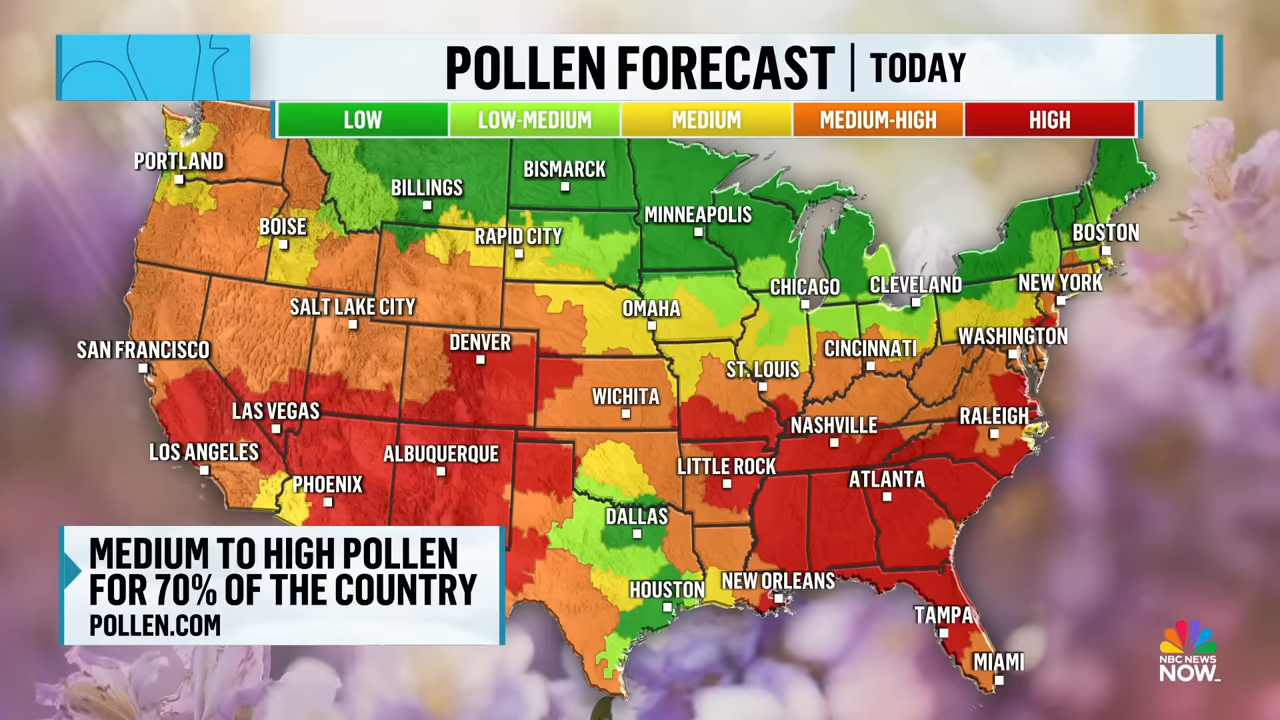 POLLEN FORECAST | TODAY
LOW
LOW-MEDIUM
MEDIUM
MEDIUM-HIGH
HIGH
PORTLAND
BILLINGS
BISMARCK
BOISE
RAPID CITY
MINNEAPOLIS
BOSTON
SALT LAKE CITY
OMAHA
CHICAGO
CLEVELAND
NEW YORK
SAN FRANCISCO
DENVER
ST. LOUIS
CINCINNATI
WASHINGTON
LAS VEGAS
WICHITA
NASHVILLE
RALEIGH
LOS ANGELES
PHOENIX
ALBUQUERQUE
LITTLE ROCK
ATLANTA
DALLAS
HOUSTON
NEW ORLEANS
TAMPA
MIAMI
MEDIUM TO HIGH POLLEN
FOR 70% OF THE COUNTRY
POLLEN.COM
NBC NEWS
NOW